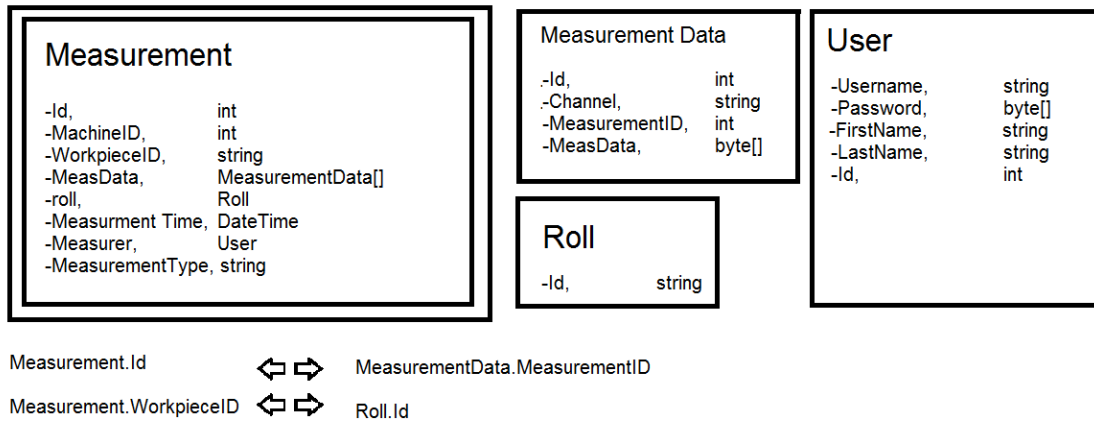 Measurement
-Id, int
-MachineID, int
-WorkpieceID, string
-MeasData, MeasurementData[]
-roll, Roll
-Measurment Time, DateTime
-Measurer, User
-MeasurementType, string
Measurement Data
-Id, int
-Channel, string
-MeasurementID, int
-MeasData, byte[]
Roll
-Id, string
User
-Username, string
-Password, byte[]
-FirstName, string
-LastName, string
-Id, int
Measurement.Id ⇦ ⇨ MeasurementData.MeasurementID
Measurement.WorkpieceID ⇦ ⇨ Roll.Id